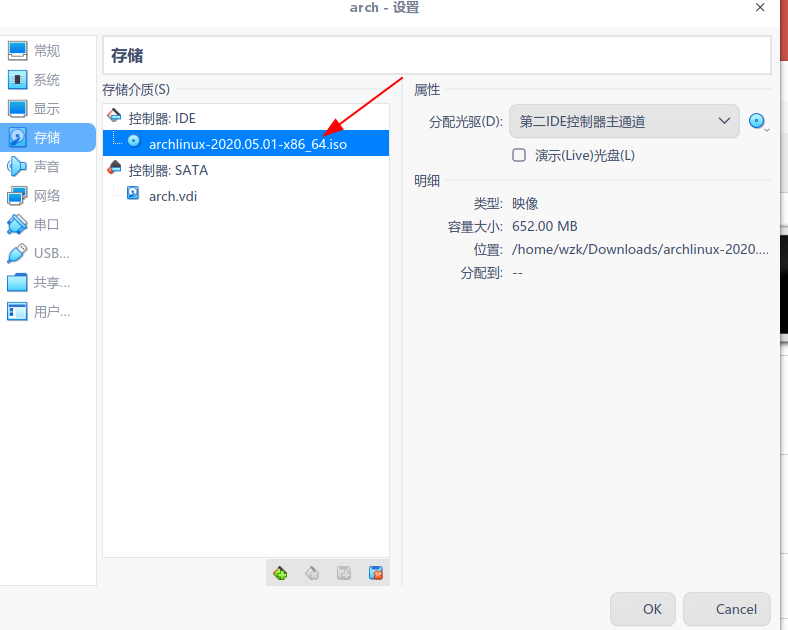 arch - 设置
常规
系统
显示
存储
声音
网络
串口
USB...
共享...
用户...
存储
存储介质(S)
控制器: IDE
archlinux-2020.05.01-x86_64.iso
控制器: SATA
arch.vdi
属性
分配光驱(D): 第二IDE控制器主通道
演示(Live)光盘(L)
明细
类型: 映像
容量大小: 652.00 MB
位置: /home/wzk/Downloads/archlinux-2020....
分配到: --
OK
Cancel